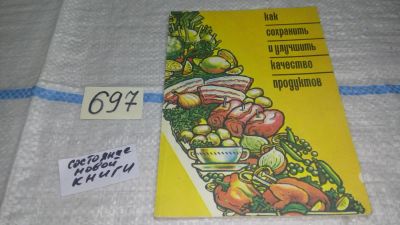 697
состояние
новой
книги
как
сохранить
и улучшить
качество
продуктов